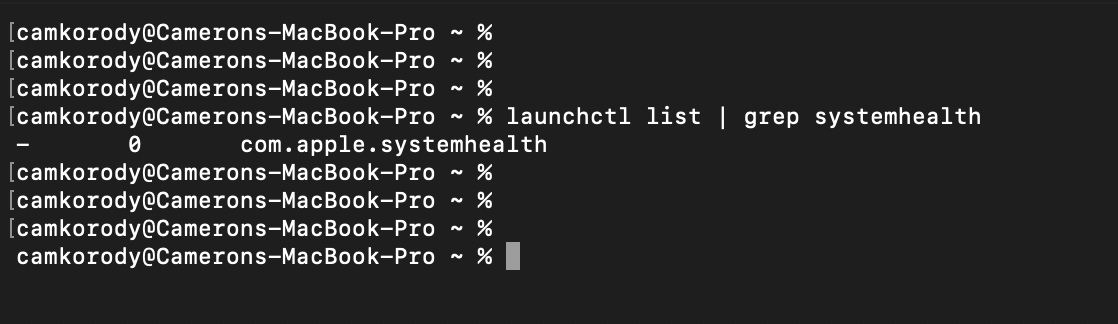 [camkorody@Camerons-MacBook-Pro ~ %
[camkorody@Camerons-MacBook-Pro ~ %
[camkorody@Camerons-MacBook-Pro ~ %
[camkorody@Camerons-MacBook-Pro ~ % launchctl list | grep systemhealth
-	0	com.apple.systemhealth
[camkorody@Camerons-MacBook-Pro ~ %
[camkorody@Camerons-MacBook-Pro ~ %
[camkorody@Camerons-MacBook-Pro ~ %
camkorody@Camerons-MacBook-Pro ~ %